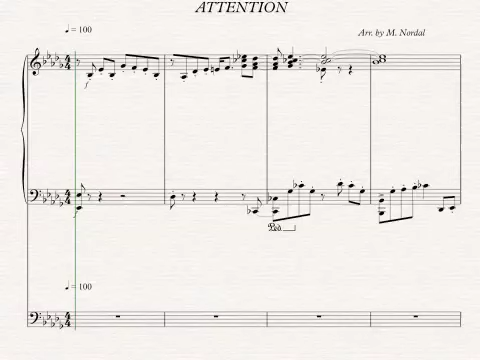 ATTENTION
♩ = 100
Arr. by M. Nordal
f
f
Ped
♩ = 100